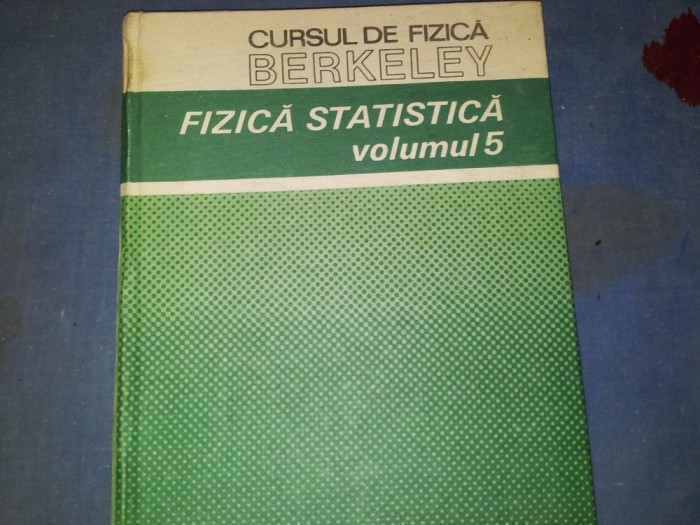 CURSUL DE FIZICĂ
BERKELEY
FIZICĂ STATISTICĂ
volumul 5